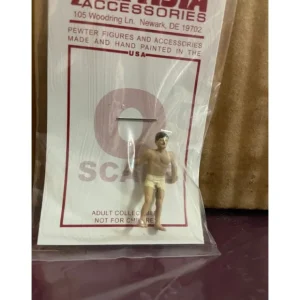 & ACCESSORIES
105 Woodring Ln. Newark, DE 19702
PEWTER FIGURES AND ACCESSORIES
MADE AND HAND PAINTED IN THE
USA
O
ADULT
NOT FOR